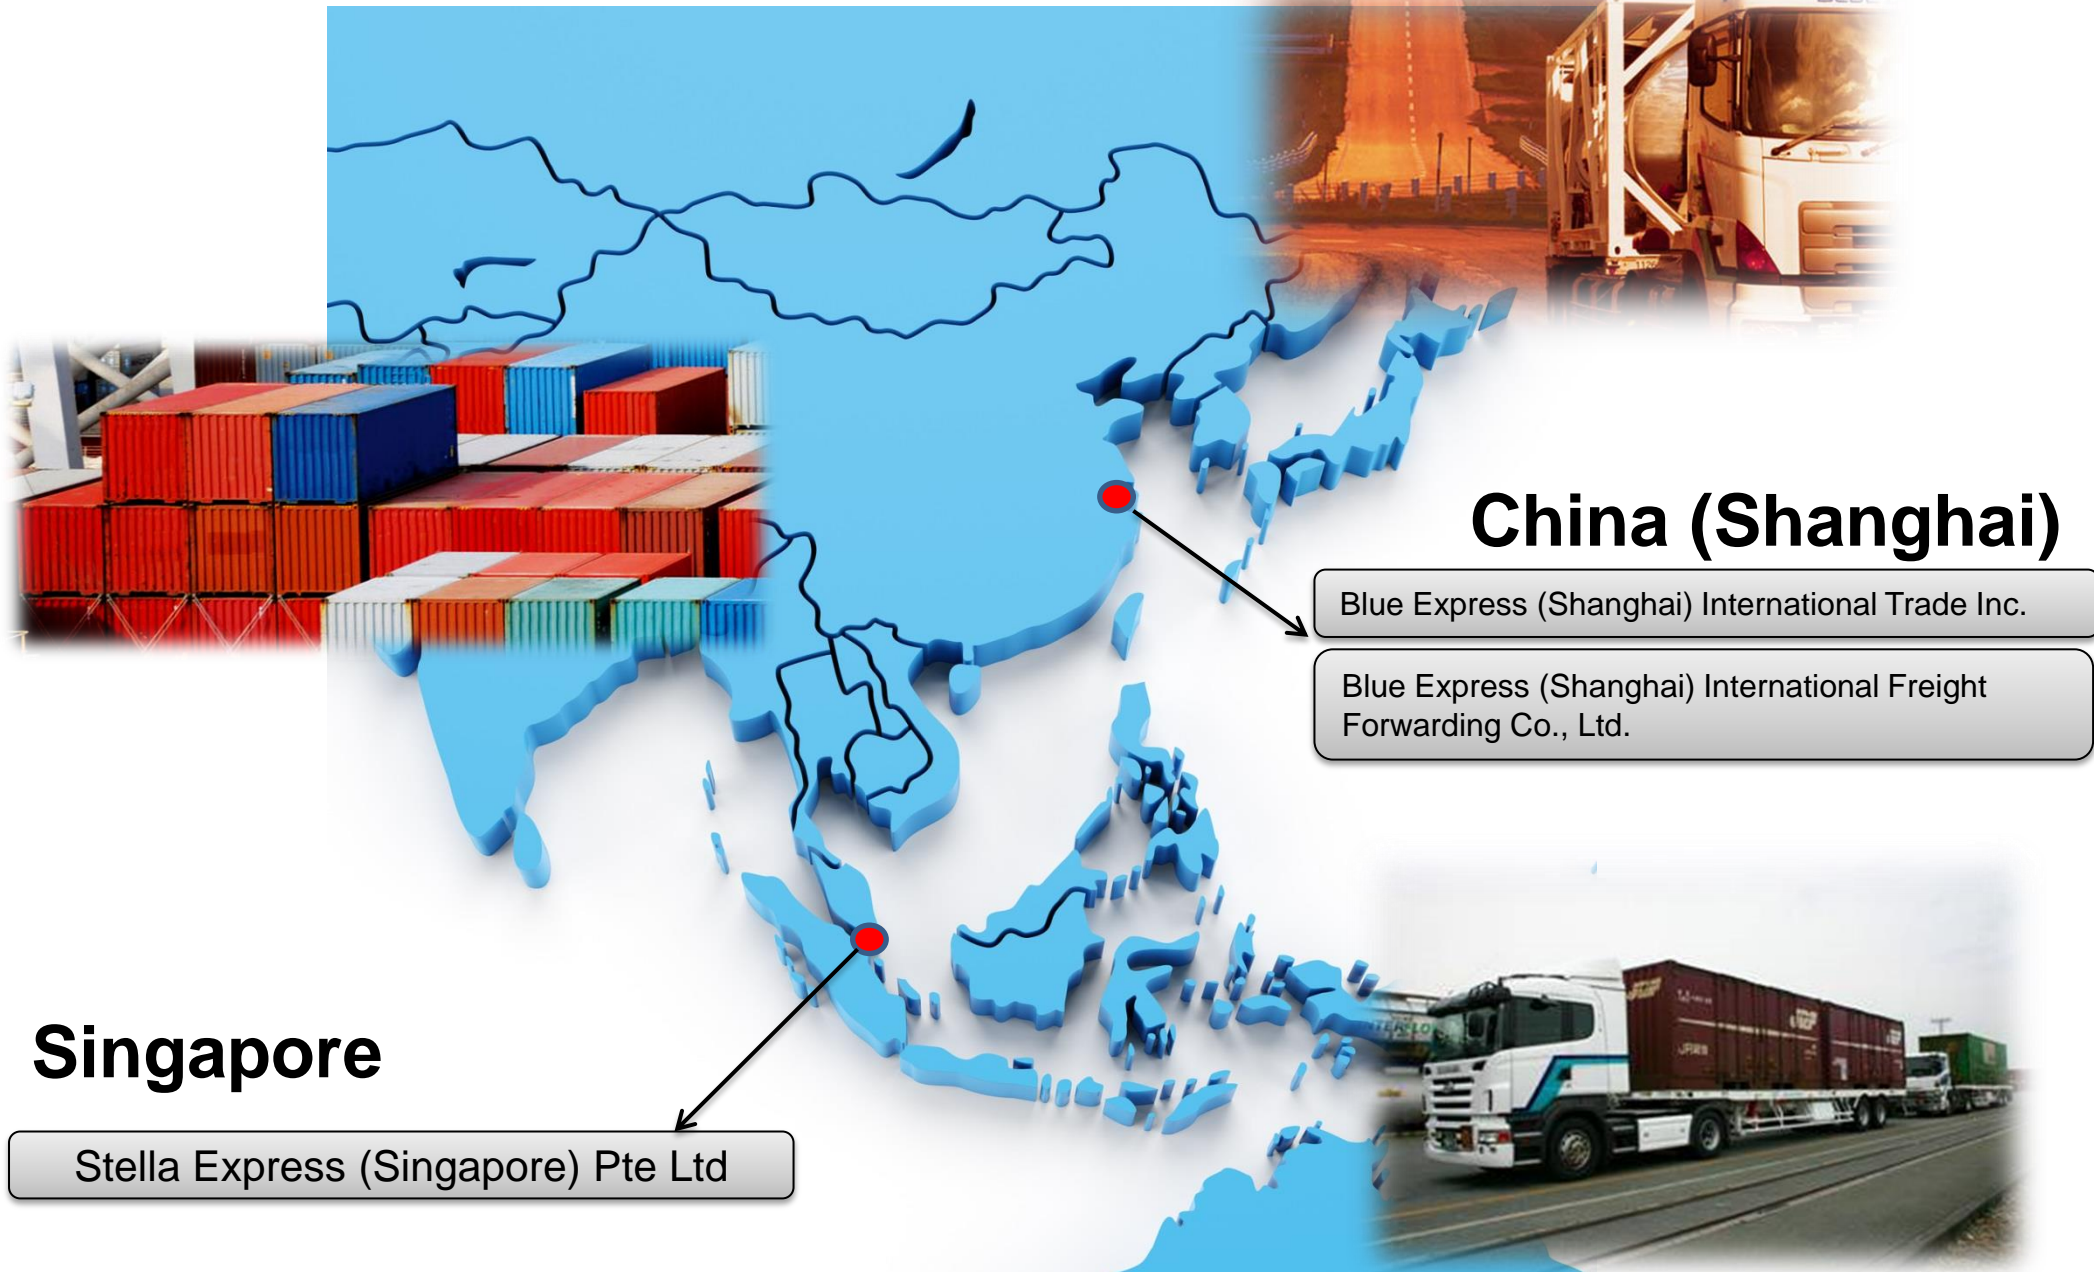 China (Shanghai)
Blue Express (Shanghai) International Trade Inc.
Blue Express (Shanghai) International Freight
Forwarding Co., Ltd.
Singapore
Stella Express (Singapore) Pte Ltd